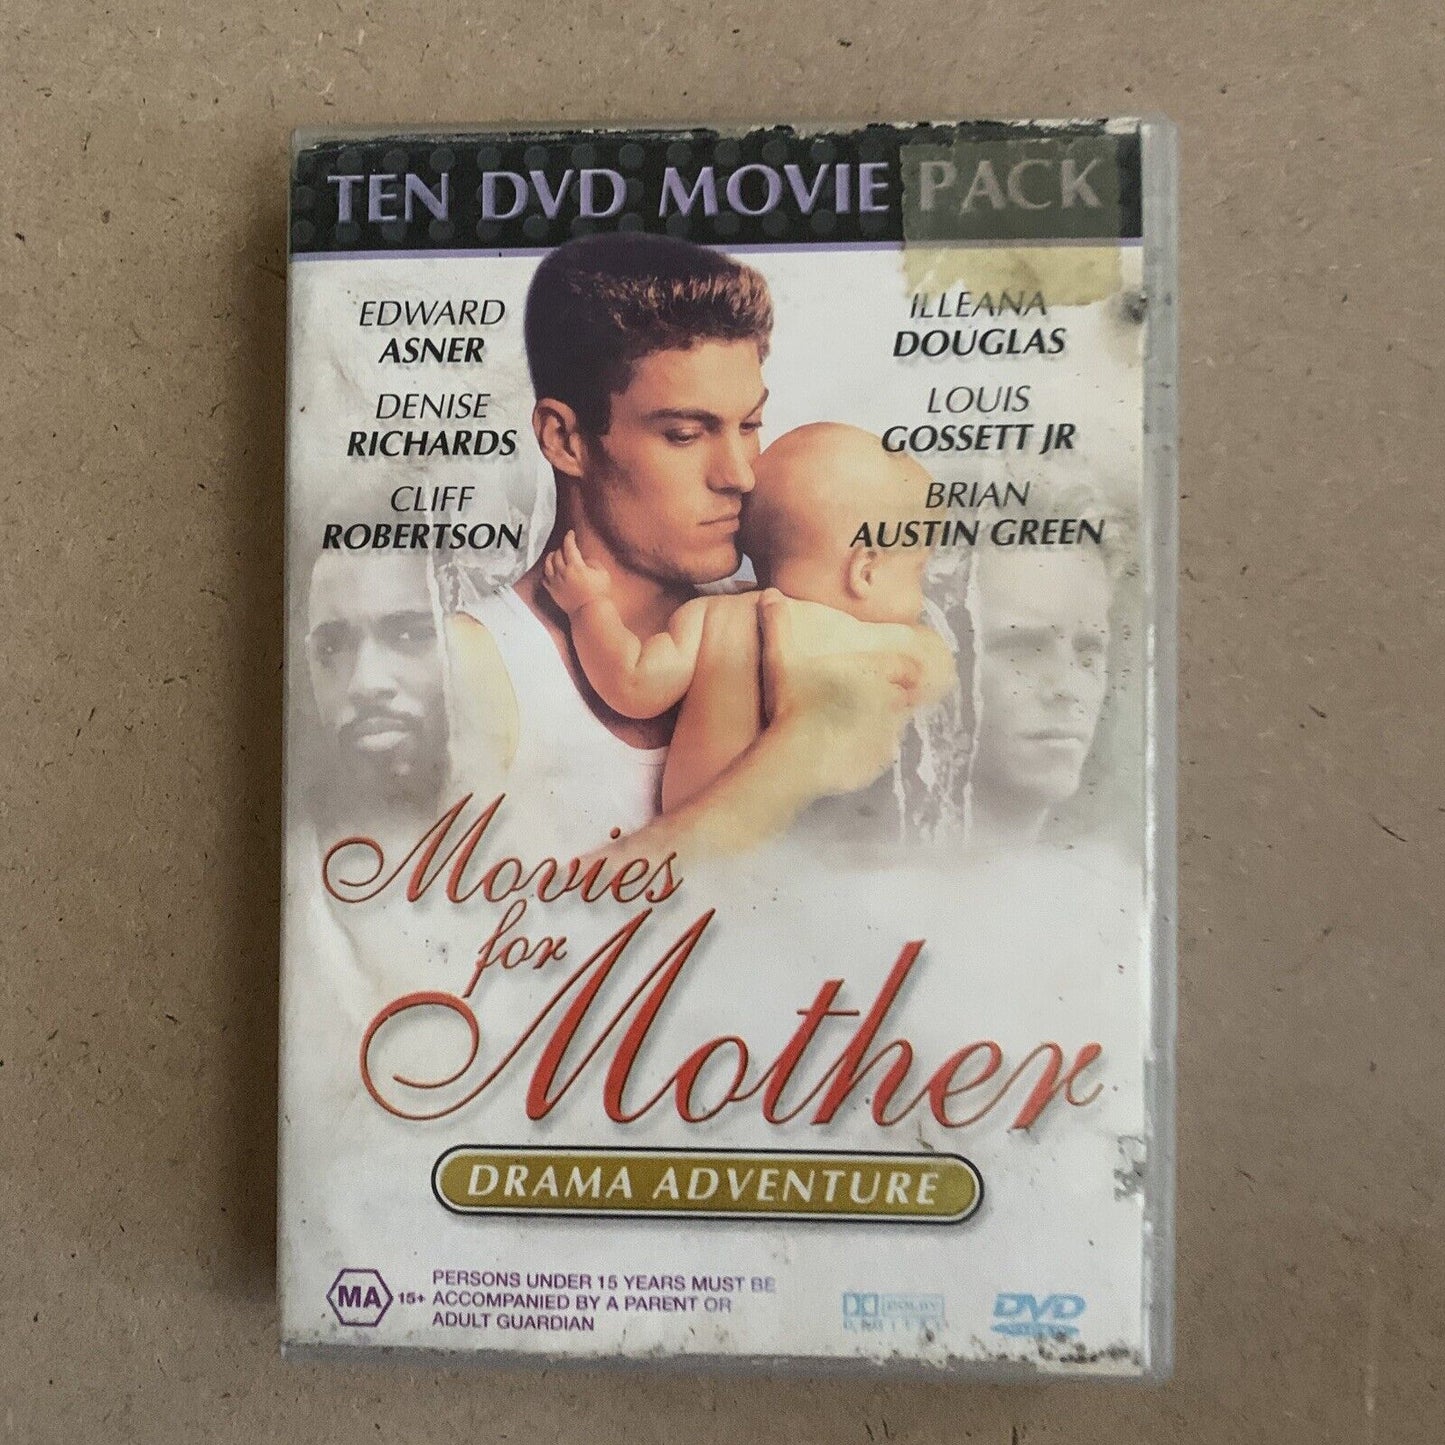 TEN DVD MOVIE PACK
EDWARD
ASNER
DENISE
RICHARDS
CLIFF
ROBERTSON
ILLEANA
DOUGLAS
LOUIS
GOSSETT JR
BRIAN
AUSTIN GREEN
Movies
for
Mother
DRAMA ADVENTURE
MA 15+
PERSONS UNDER 15 YEARS MUST BE
ACCOMPANIED BY A PARENT OR
ADULT GUARDIAN
DOLBY
DVD